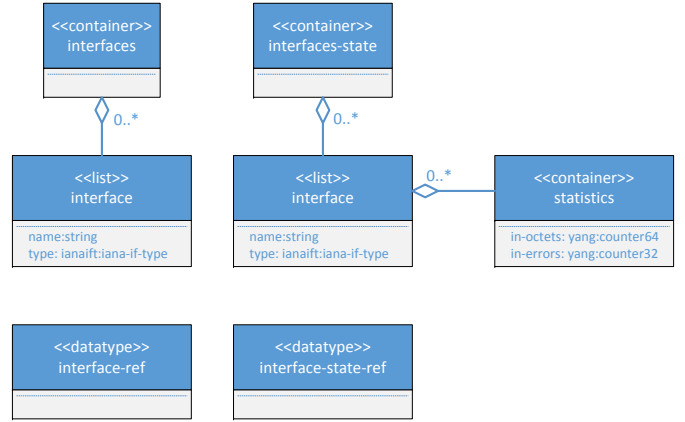 <<container>>
interfaces
<<container>>
interfaces-state
0..*
0..*
<<list>>
interface
name:string
type: ianaift:iana-if-type
<<list>>
interface
name:string
type: ianaift:iana-if-type
0..*
<<container>>
statistics
in-octets: yang:counter64
in-errors: yang:counter32
<<datatype>>
interface-ref
<<datatype>>
interface-state-ref